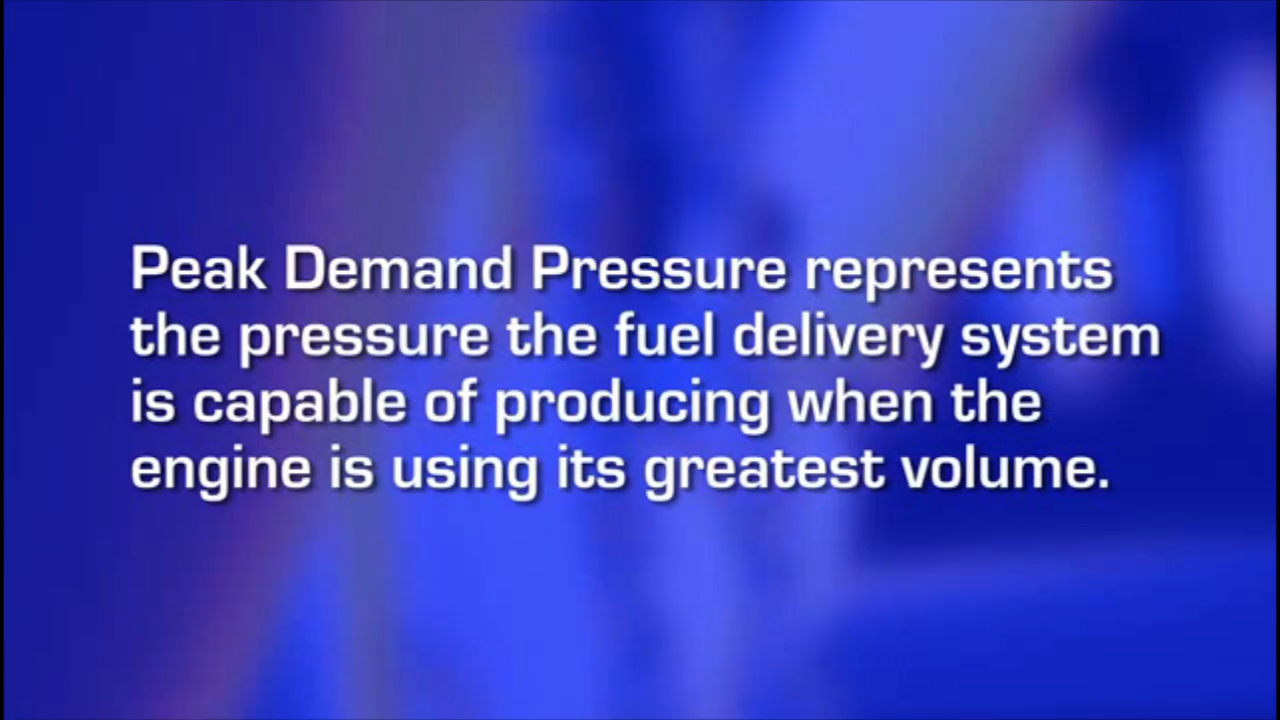 Peak Demand Pressure represents
the pressure the fuel delivery system
is capable of producing when the
engine is using its greatest volume.